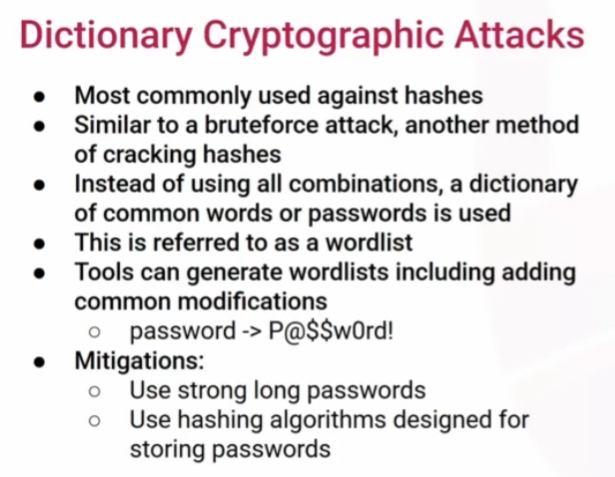 Dictionary Cryptographic Attacks
● Most commonly used against hashes
● Similar to a bruteforce attack, another method
of cracking hashes
● Instead of using all combinations, a dictionary
of common words or passwords is used
● This is referred to as a wordlist
● Tools can generate wordlists including adding
common modifications
○ password -> P@$$w0rd!
● Mitigations:
○ Use strong long passwords
○ Use hashing algorithms designed for
storing passwords